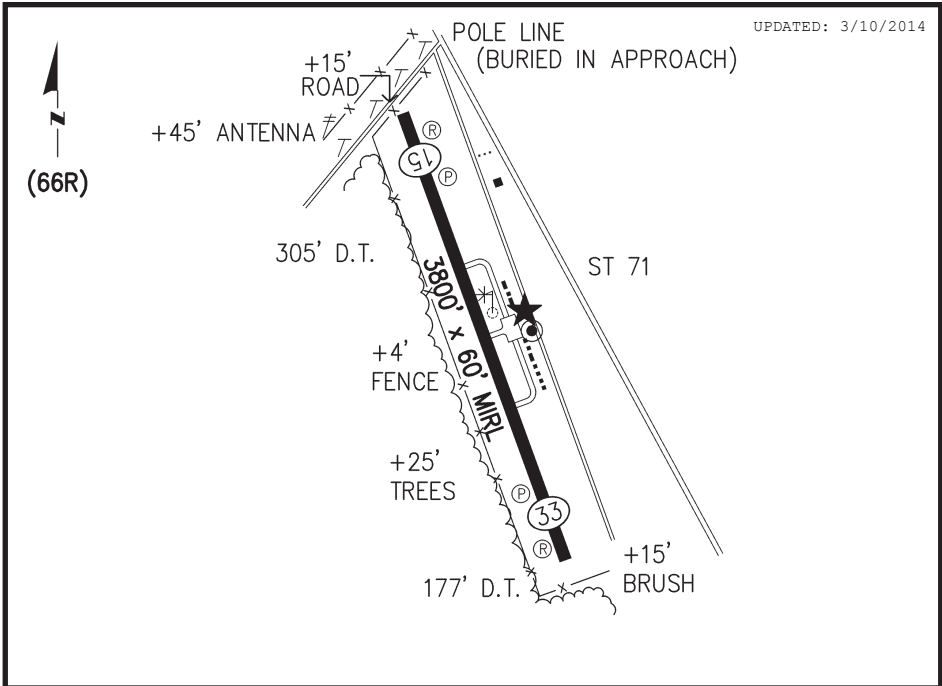 UPDATED: 3/10/2014
POLE LINE
(BURIED IN APPROACH)
+15'
ROAD
+45' ANTENNA
N
(66R)
R
15
P
305' D.T.
3800' x 60' MIRL
ST 71
+4'
FENCE
+25'
TREES
P
33
R
177' D.T.
+15'
BRUSH